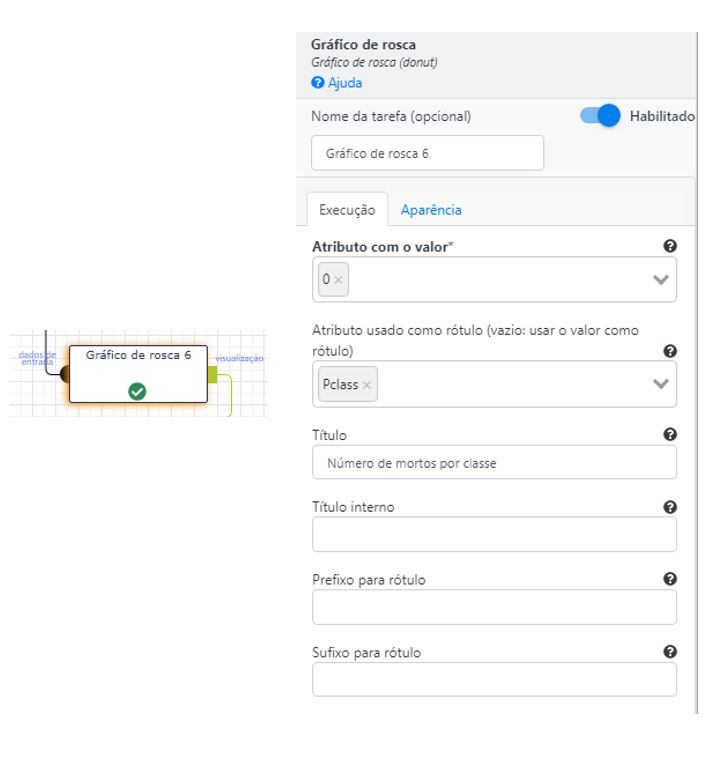 Gráfico de rosca
Gráfico de rosca (donut)
Ajuda
Nome da tarefa (opcional)
Habilitado
Gráfico de rosca 6
Execução
Aparência
Atributo com o valor*
0 ×
Atributo usado como rótulo (vazio: usar o valor como
rótulo)
Pclass ×
Título
Número de mortos por classe
Título interno
Prefixo para rótulo
Sufixo para rótulo
dados de
entrada
Gráfico de rosca 6
visualização